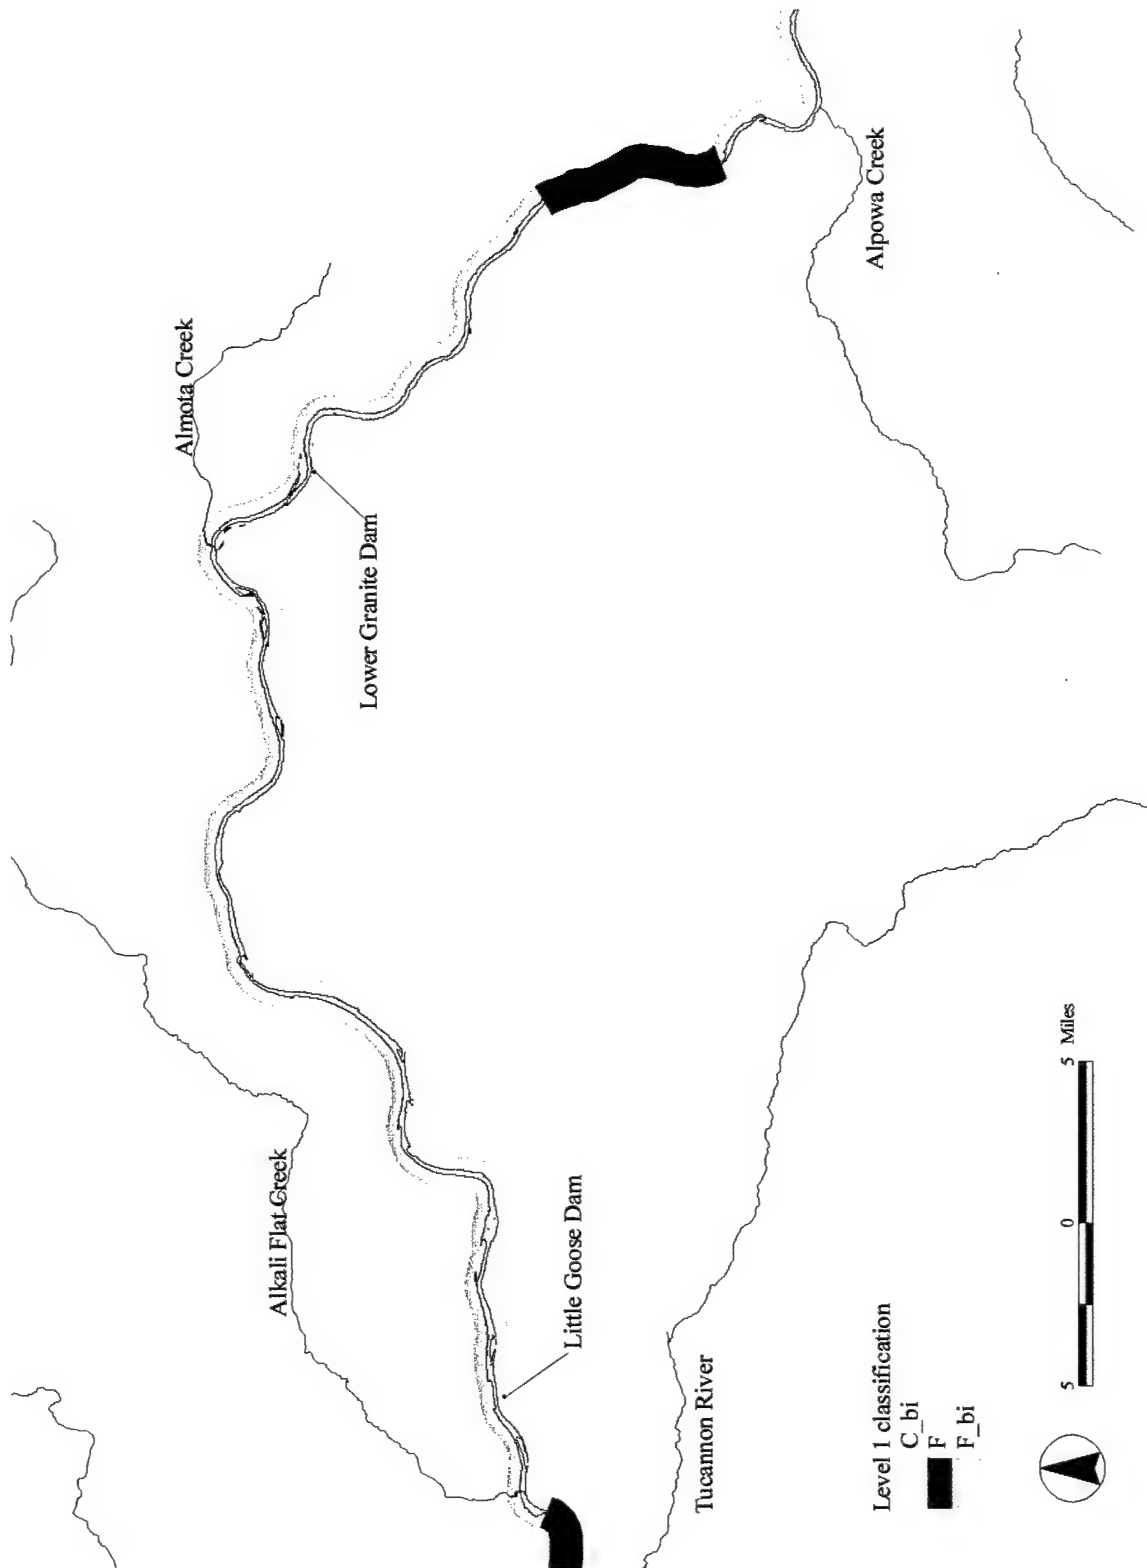 Almota Creek
Alkali Flat Creek
Lower Granite Dam
Little Goose Dam
Alpowa Creek
Tucannon River
Level 1 classification
C_bi
F
F_bi
5 0 5 Miles